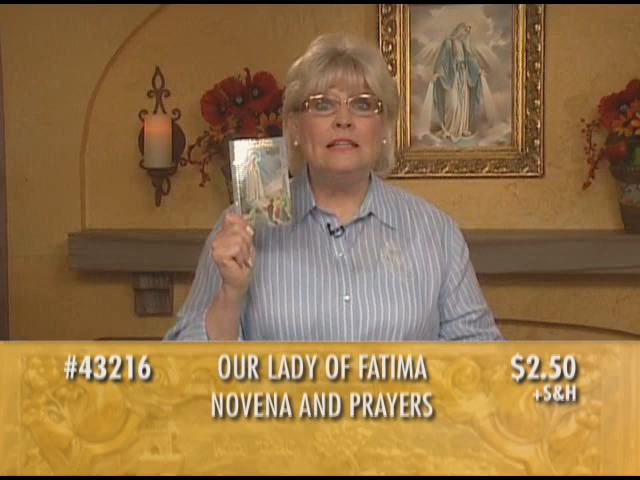 #43216 OUR LADY OF FATIMA $2.50
NOVENA AND PRAYERS +S&H